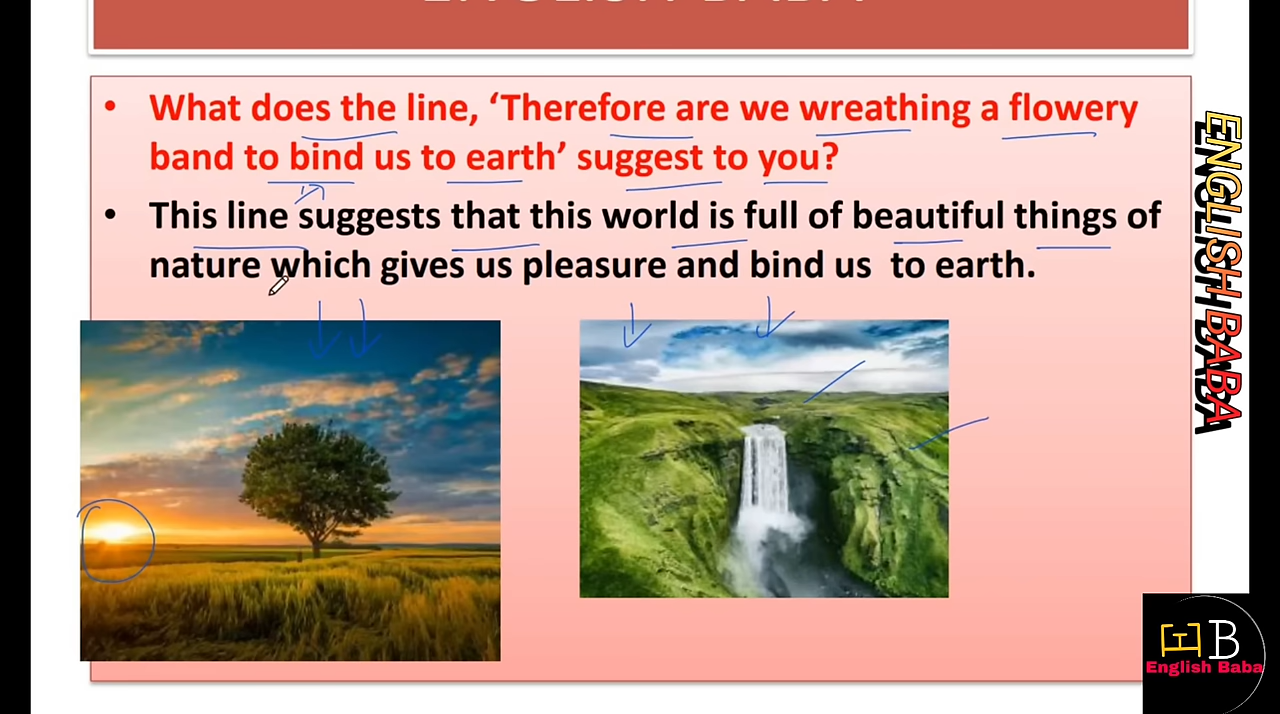 • What does the line, ‘Therefore are we wreathing a flowery
band to bind us to earth’ suggest to you?
• This line suggests that this world is full of beautiful things of
nature which gives us pleasure and bind us to earth.
ENGLISH BABA
EB
English Baba